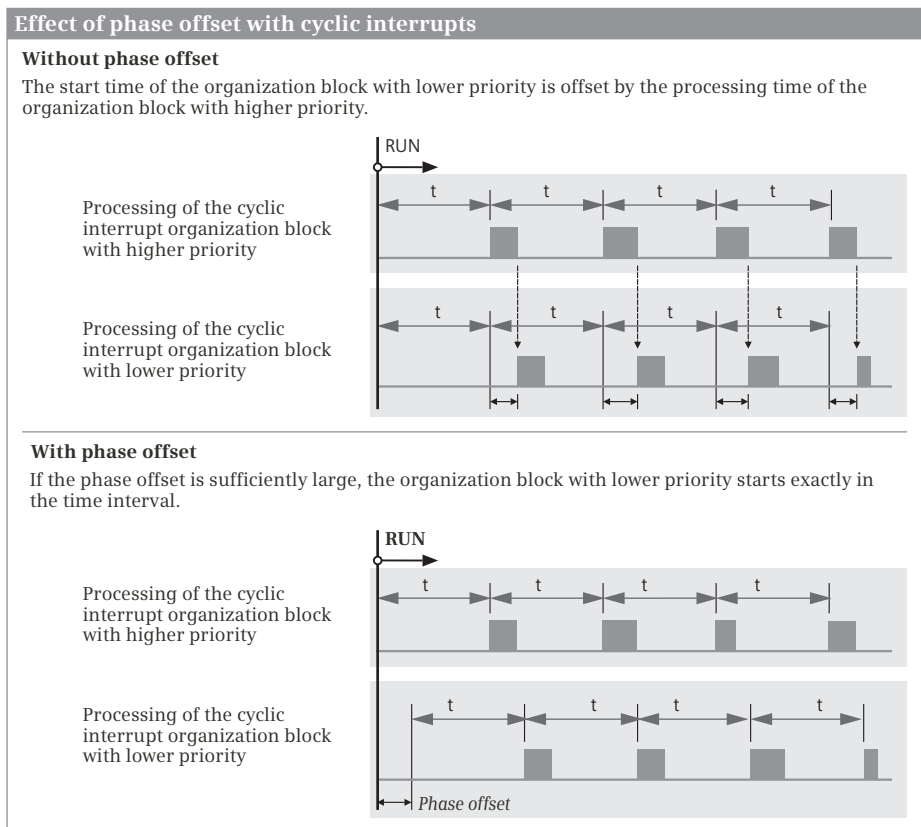 Effect of phase offset with cyclic interrupts
Without phase offset
The start time of the organization block with lower priority is offset by the processing time of the
organization block with higher priority.
RUN
t t t t
Processing of the cyclic
interrupt organization block
with higher priority
t t t t
Processing of the cyclic
interrupt organization block
with lower priority
With phase offset
If the phase offset is sufficiently large, the organization block with lower priority starts exactly in
the time interval.
RUN
t t t t
Processing of the cyclic
interrupt organization block
with higher priority
t t t t
Processing of the cyclic
interrupt organization block
with lower priority
Phase offset